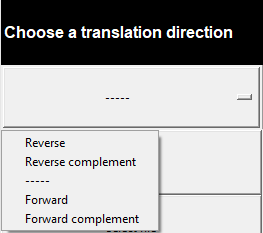 Choose a translation direction
-----
Reverse
Reverse complement
-----
Forward
Forward complement